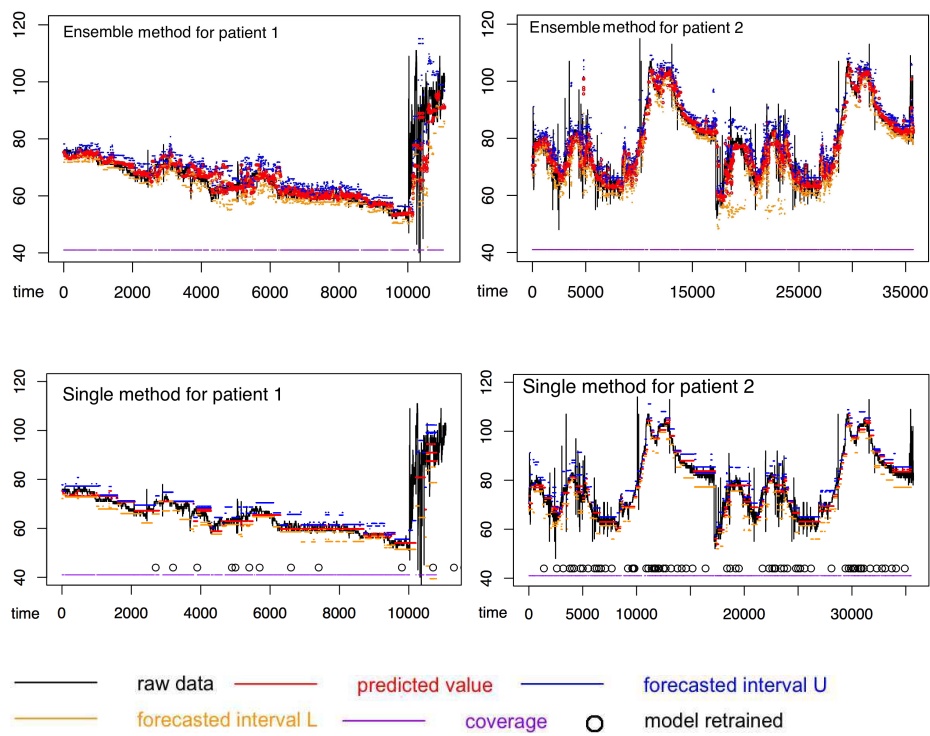 Ensemble method for patient 1
120
100
80
60
40
time 0 2000 4000 6000 8000 10000
Ensemble method for patient 2
120
100
80
60
40
time 0 5000 15000 25000 35000
Single method for patient 1
120
100
80
60
40
time 0 2000 4000 6000 8000 10000
Single method for patient 2
120
100
80
60
40
time 0 5000 10000 20000 30000
raw data predicted value forecasted interval U
forecasted interval L coverage model retrained